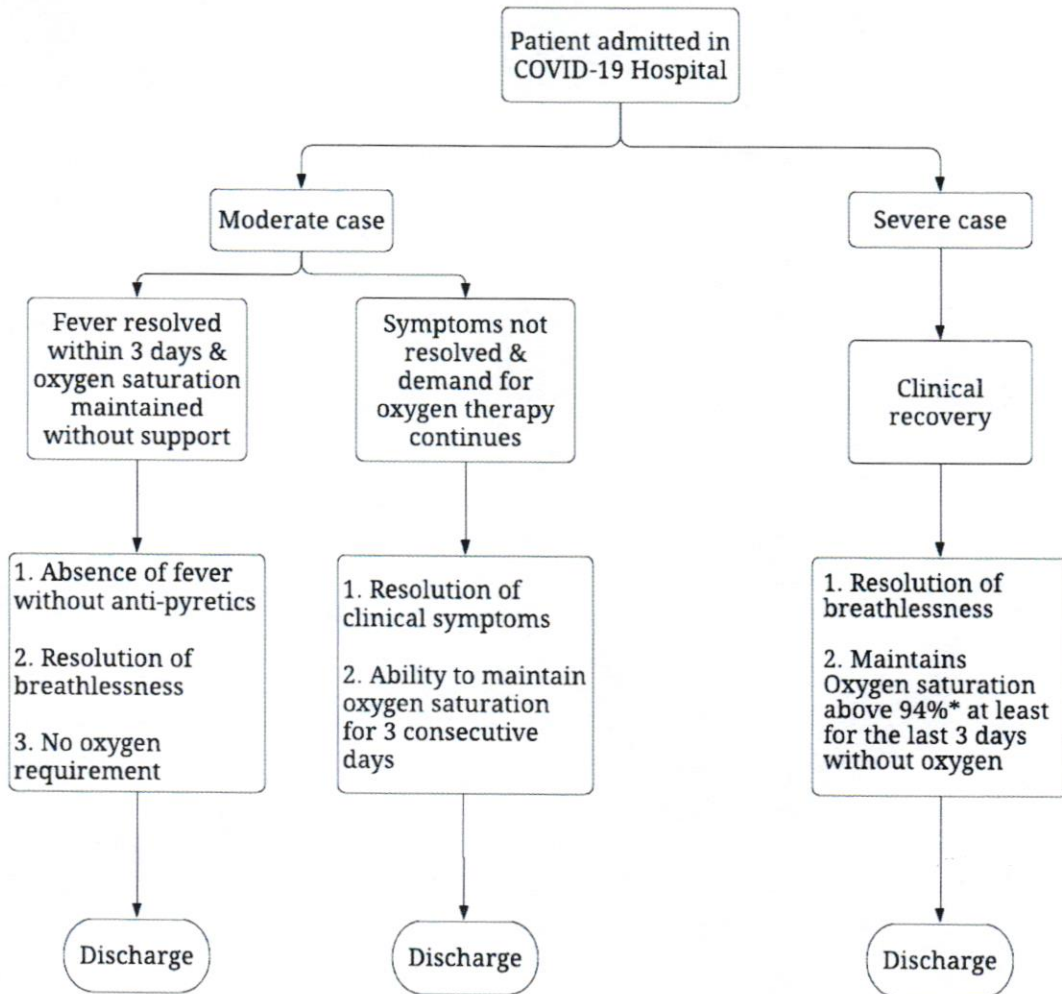 Patient admitted in
COVID-19 Hospital
Moderate case
Severe case
Fever resolved
within 3 days &
oxygen saturation
maintained
without support
Symptoms not
resolved &
demand for
oxygen therapy
continues
Clinical
recovery
1. Absence of fever
without anti-pyretics
2. Resolution of
breathlessness
3. No oxygen
requirement
1. Resolution of
clinical symptoms
2. Ability to maintain
oxygen saturation
for 3 consecutive
days
1. Resolution of
breathlessness
2. Maintains
Oxygen saturation
above 94%* at least
for the last 3 days
without oxygen
Discharge
Discharge
Discharge